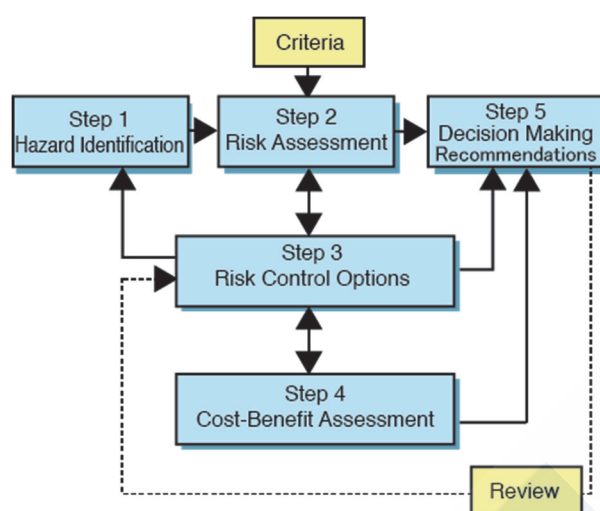 Criteria
Step 1
Hazard Identification
Step 2
Risk Assessment
Step 5
Decision Making
Recommendations
Step 3
Risk Control Options
Step 4
Cost-Benefit Assessment
Review